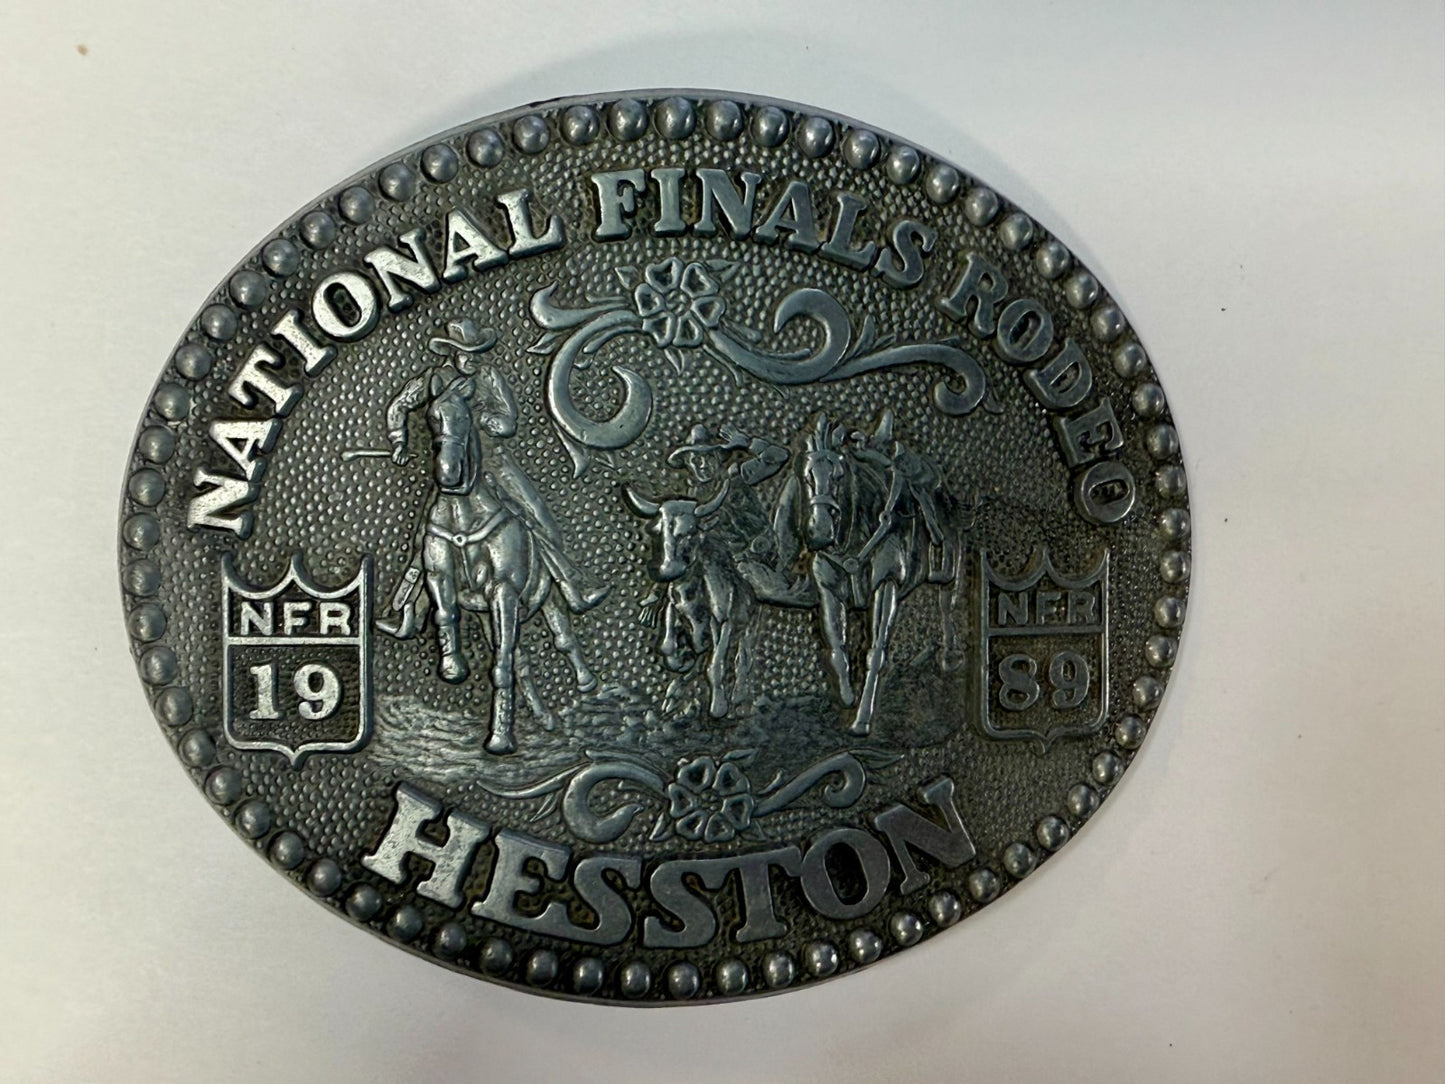 NATIONAL FINALS RODEO
NFR
19
NFR
89
HESSTON